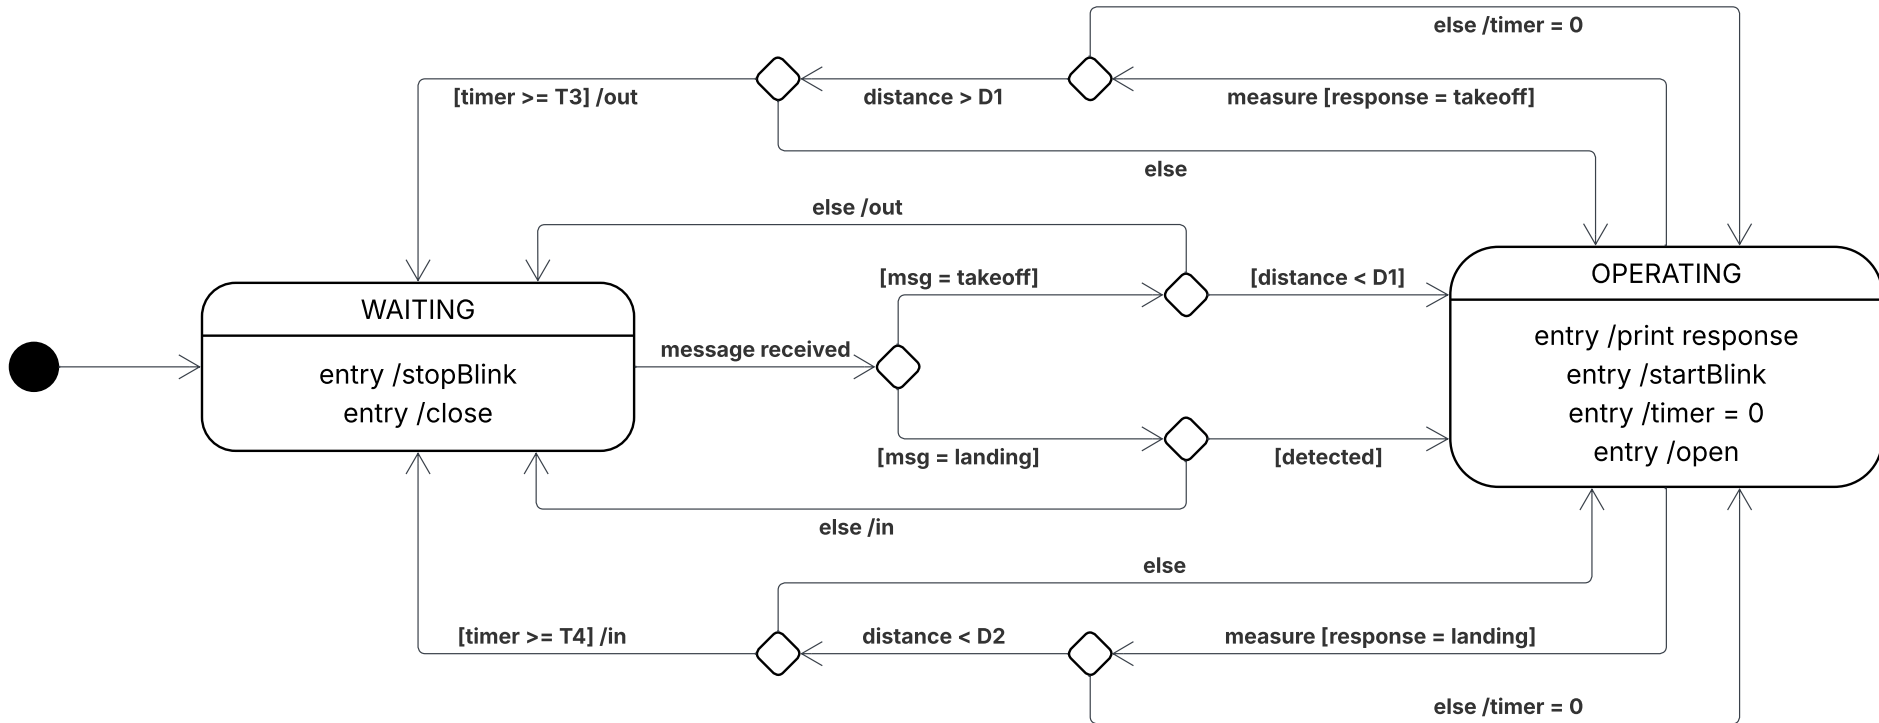 else /timer = 0
[timer >= T3] /out
distance > D1
measure [response = takeoff]
else
else /out
[msg = takeoff]
[distance < D1]
OPERATING
WAITING
entry /print response
message received
entry /stopBlink
entry /startBlink
entry /close
entry /timer = 0
entry /open
[msg = landing]
[detected]
else /in
else
[timer >= T4] /in
distance < D2
measure [response = landing]
else /timer = 0